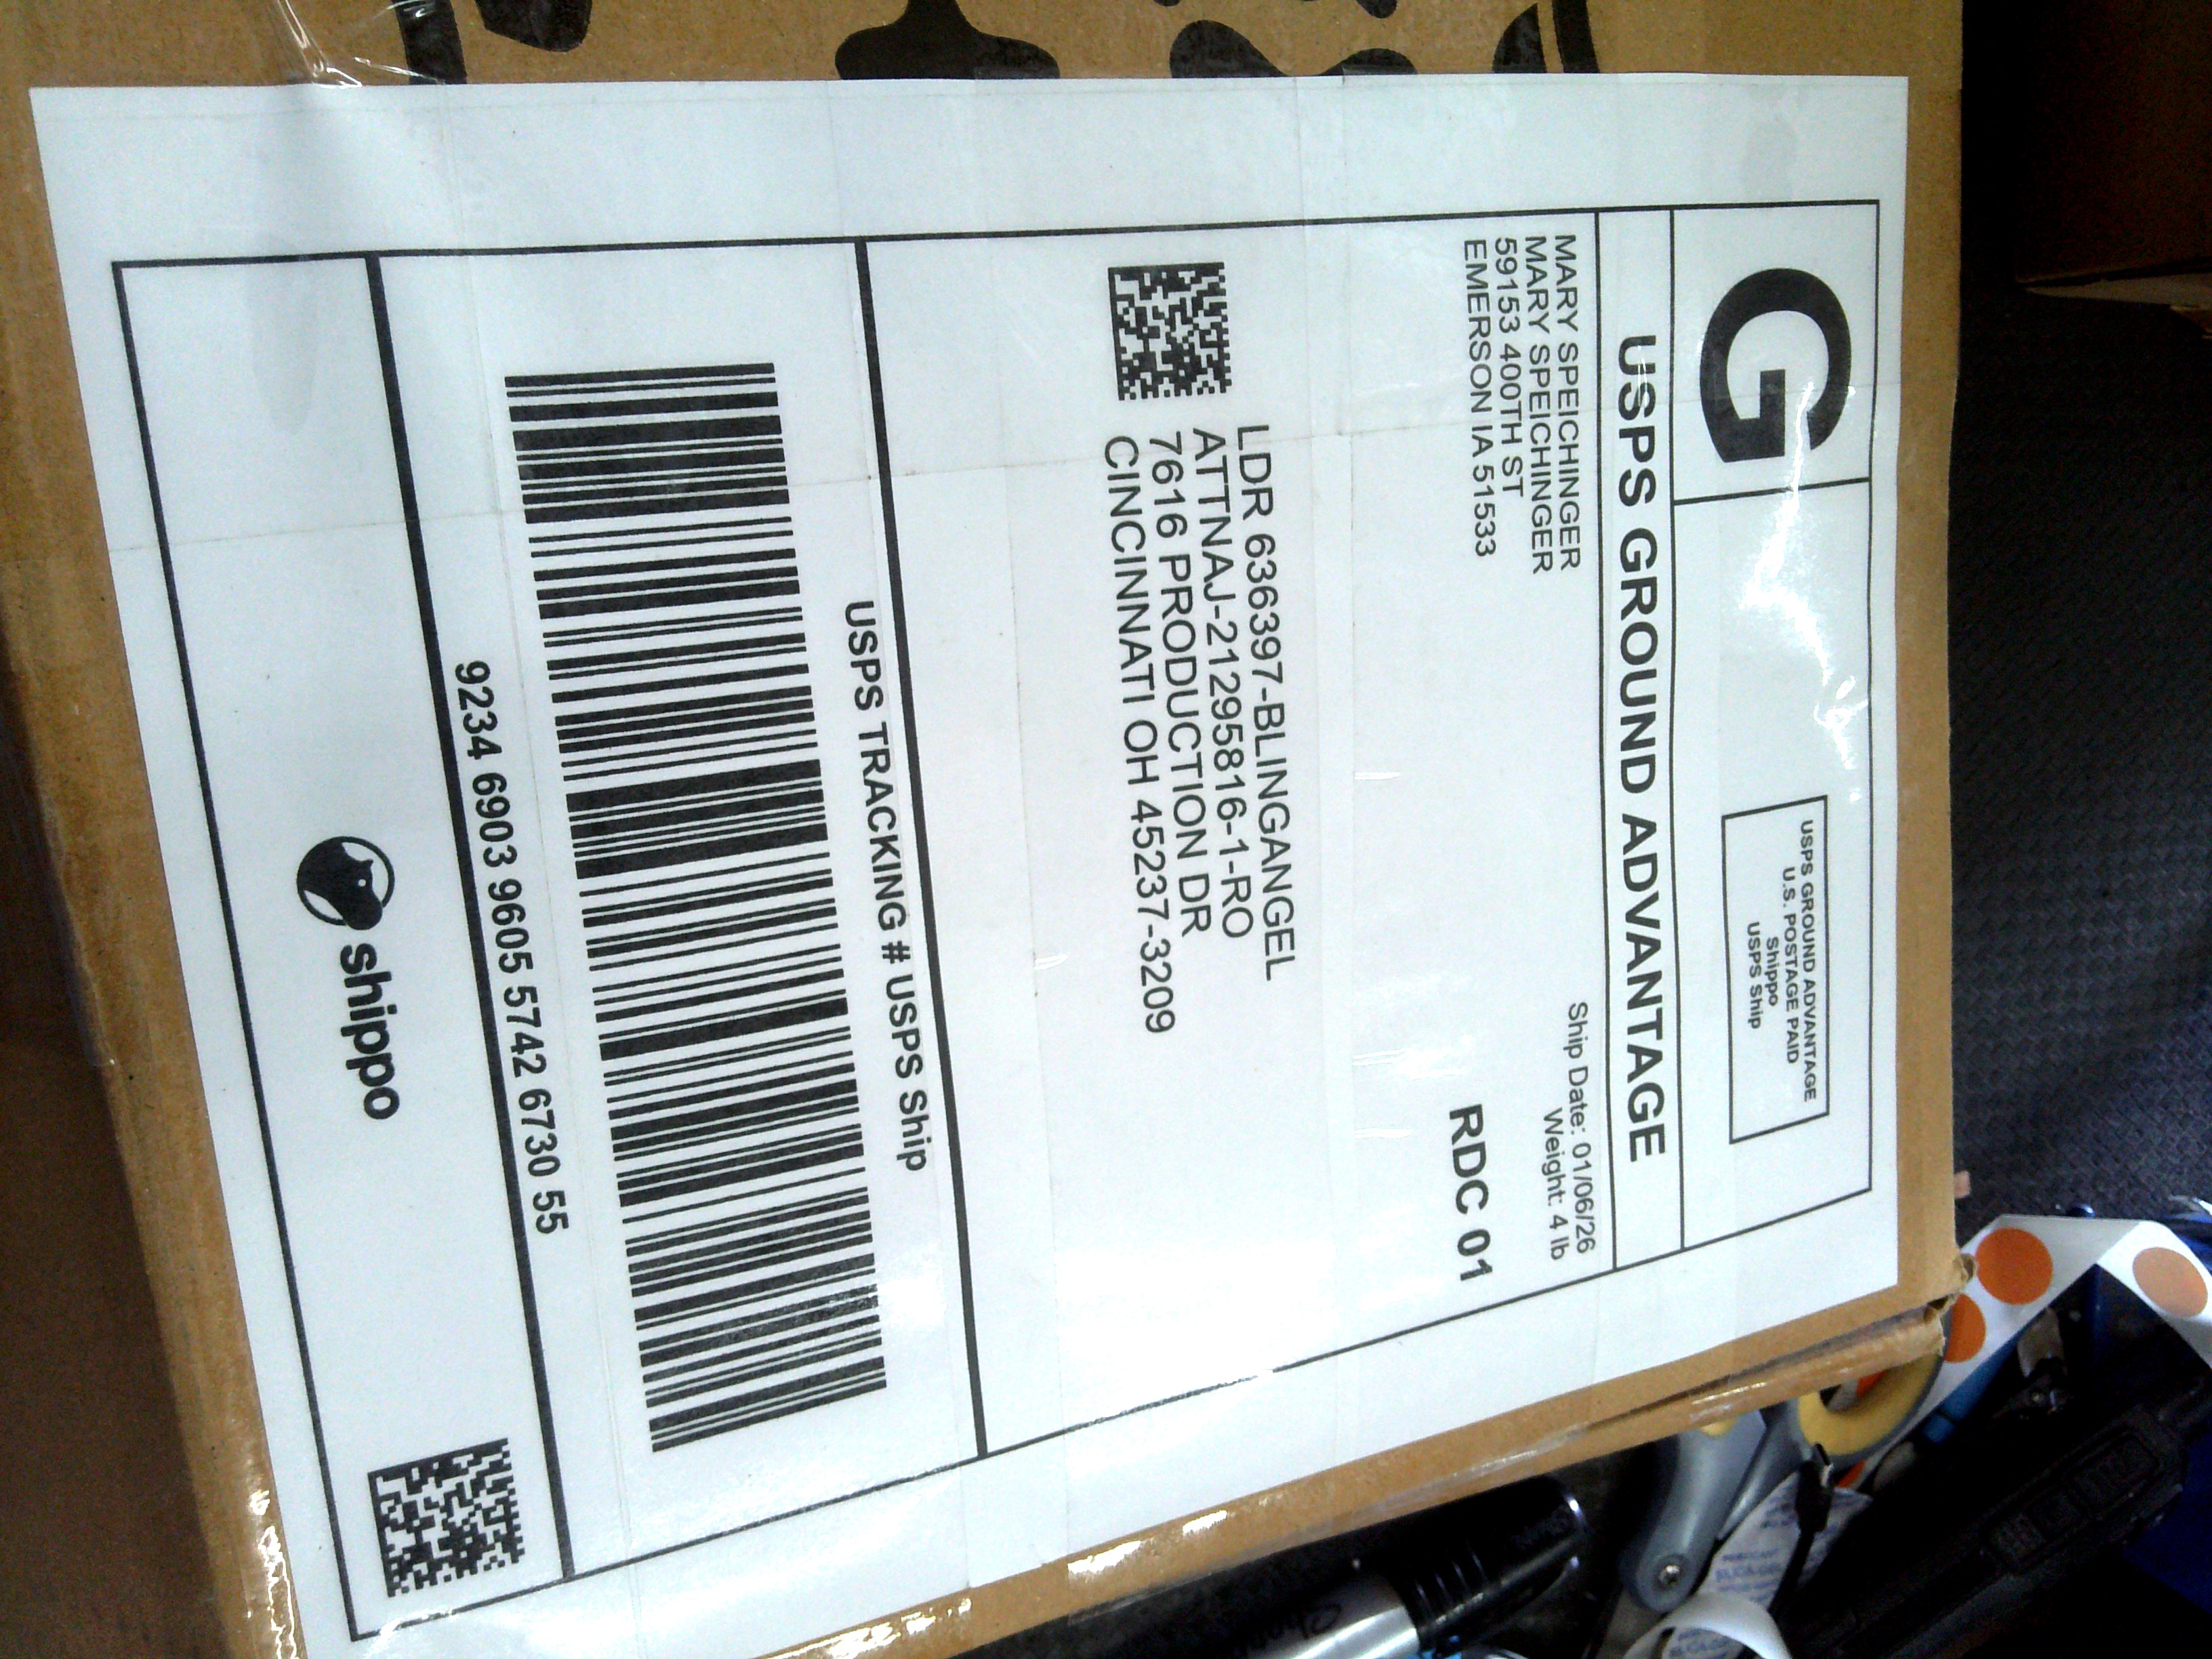 G
USPS GROUND ADVANTAGE
U.S. POSTAGE PAID
Shippo
USPS Ship
USPS GROUND ADVANTAGE
MARY SPEICHINGER
MARY SPEICHINGER
59153 400TH ST
EMERSON IA 51533
Ship Date: 01/06/26
Weight: 4 lb
RDC 01
LDR 636397-BLINGANGEL
ATTNAJ-21295816-1-RO
7616 PRODUCTION DR
CINCINNATI OH 45237-3209
USPS TRACKING # USPS Ship
9234 6903 9605 5742 6730 55
shippo